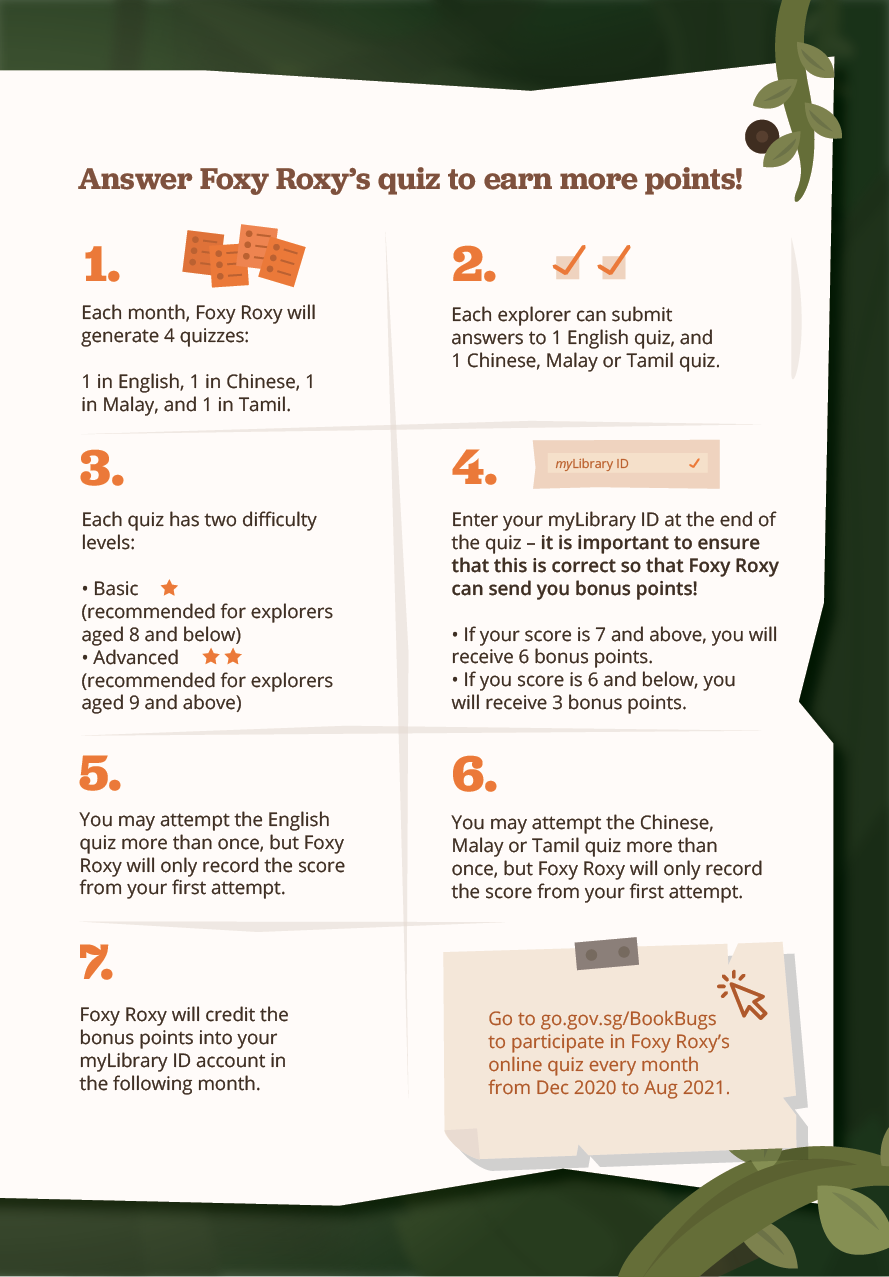 Answer Foxy Roxy's quiz to earn more points!
1.
Each month, Foxy Roxy will
generate 4 quizzes:
1 in English, 1 in Chinese, 1
in Malay, and 1 in Tamil.
2.
Each explorer can submit
answers to 1 English quiz, and
1 Chinese, Malay or Tamil quiz.
3.
Each quiz has two difficulty
levels:
• Basic
(recommended for explorers
aged 8 and below)
• Advanced
(recommended for explorers
aged 9 and above)
4.
myLibrary ID
Enter your myLibrary ID at the end of
the quiz – it is important to ensure
that this is correct so that Foxy Roxy
can send you bonus points!
• If your score is 7 and above, you will
receive 6 bonus points.
• If you score is 6 and below, you
will receive 3 bonus points.
5.
You may attempt the English
quiz more than once, but Foxy
Roxy will only record the score
from your first attempt.
6.
You may attempt the Chinese,
Malay or Tamil quiz more than
once, but Foxy Roxy will only record
the score from your first attempt.
7.
Foxy Roxy will credit the
bonus points into your
myLibrary ID account in
the following month.
Go to go.gov.sg/BookBugs
to participate in Foxy Roxy's
online quiz every month
from Dec 2020 to Aug 2021.